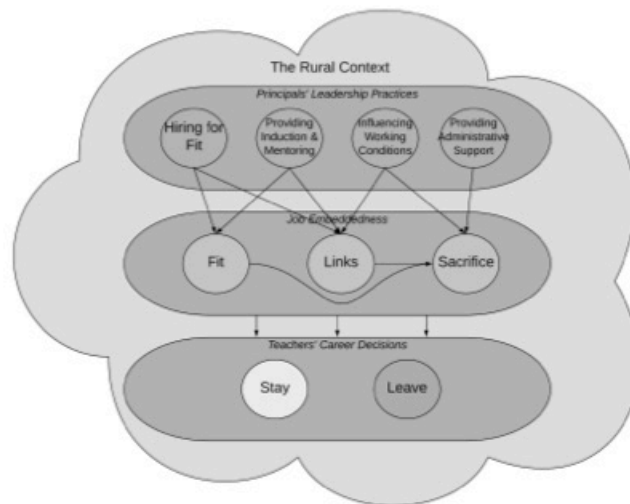 The Rural Context
Principals' Leadership Practices
Hiring for
Fit
Providing
Induction &
Mentoring
Influencing
Working
Conditions
Providing
Administrative
Support
Job Embeddedness
Fit
Links
Sacrifice
Teachers' Career Decisions
Stay
Leave